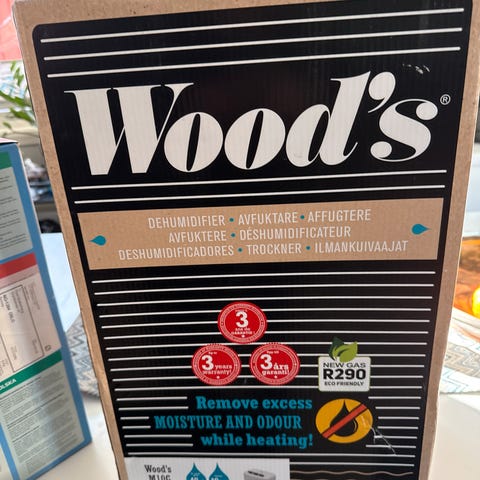 Wood's®
DEHUMIDIFIER • AVFUKTARE • AFFUGTERE
AVFUKTERE • DÉSHUMIDIFICATEUR
DESHUMIDIFICADORES • TROCKNER • ILMANKUIVAAJAT
3
3 years
warranty!
3 års
garanti!
NEW GAS
R290
ECO FRIENDLY
Remove excess
MOISTURE AND ODOUR
while heating!
Wood's